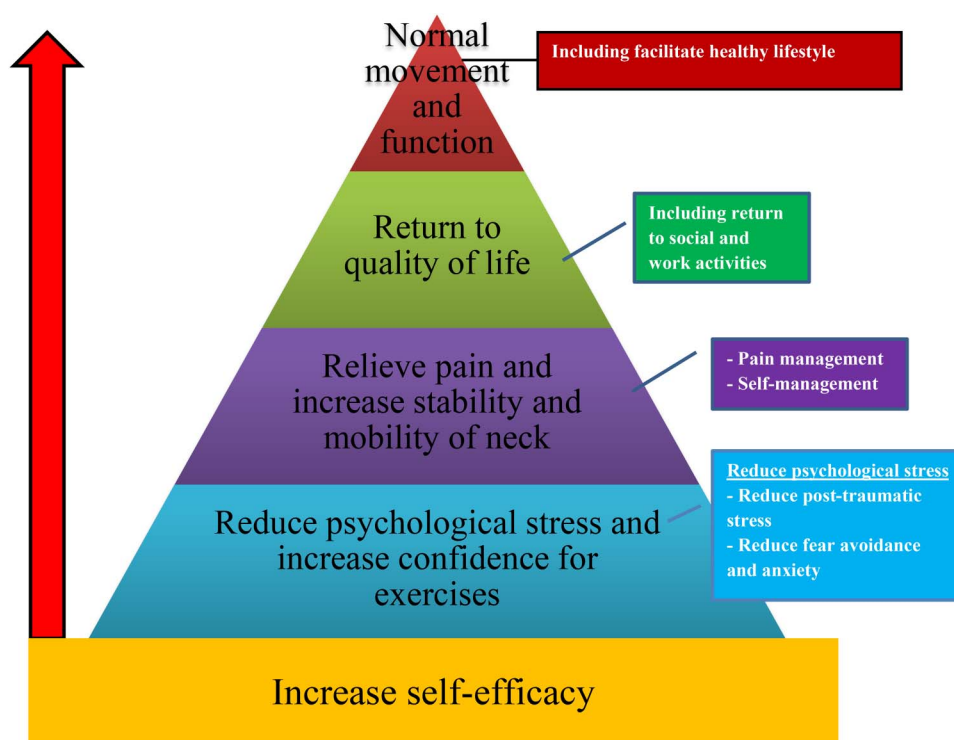 Normal
movement
and
function
Including facilitate healthy lifestyle
Return to
quality of life
Including return
to social and
work activities
Relieve pain and
increase stability and
mobility of neck
- Pain management
- Self-management
Reduce psychological stress and
increase confidence for
exercises
Reduce psychological stress
- Reduce post-traumatic
stress
- Reduce fear avoidance
and anxiety
Increase self-efficacy